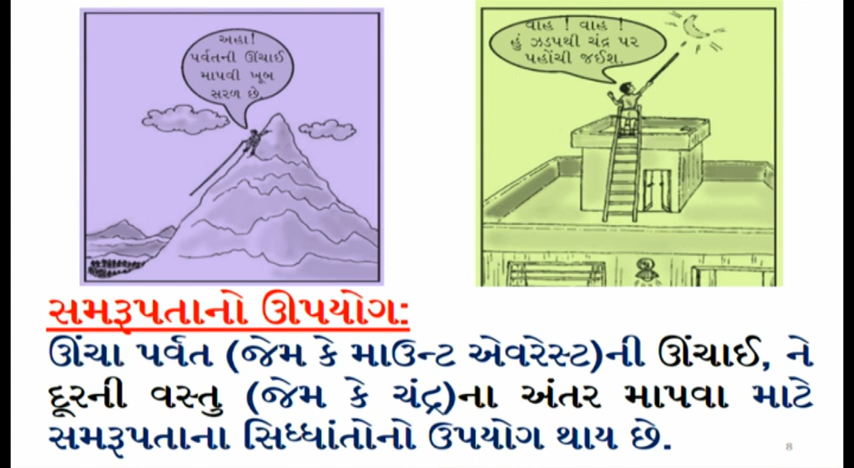 અહા!
પર્વતની ઊંચાઈ
માપવી ખૂબ
સરળ છે.
વાહ ! વાહ !
હું ઝડપથી ચંદ્ર પર
પહોંચી જઈશ.
સમરૂપતાનો ઊપયોગ:
ઊંચા પર્વત (જેમ કે માઉન્ટ એવરેસ્ટ)ની ઊંચાઈ, ને
દૂરની વસ્તુ (જેમ કે ચંદ્ર)ના અંતર માપવા માટે
સમરૂપતાના સિધ્ધાંતોનો ઉપયોગ થાય છે.
8